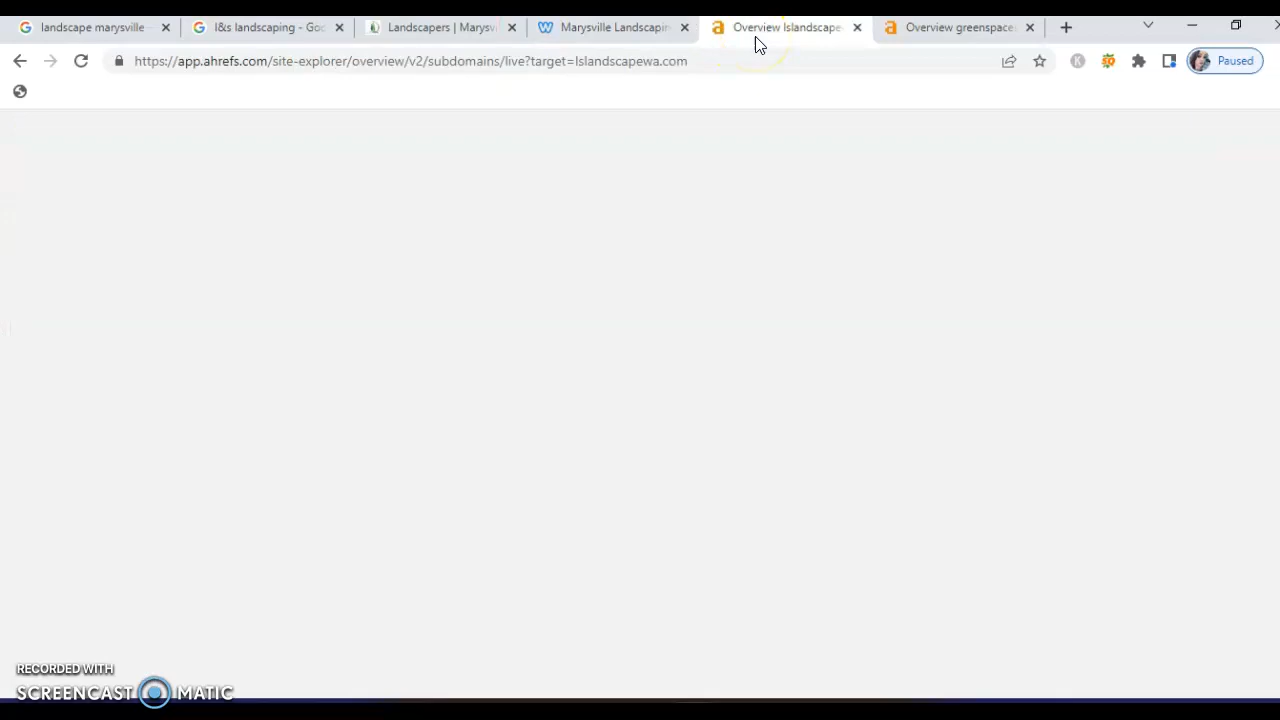 landscape marysville
l&s landscaping - Goo
Landscapers | Marysv
Marysville Landscapin
Overview lslandscape
Overview greenspace
https://app.ahrefs.com/site-explorer/overview/v2/subdomains/live?target=lslandscapewa.com
Paused
RECORDED WITH
SCREENCAST MATIC